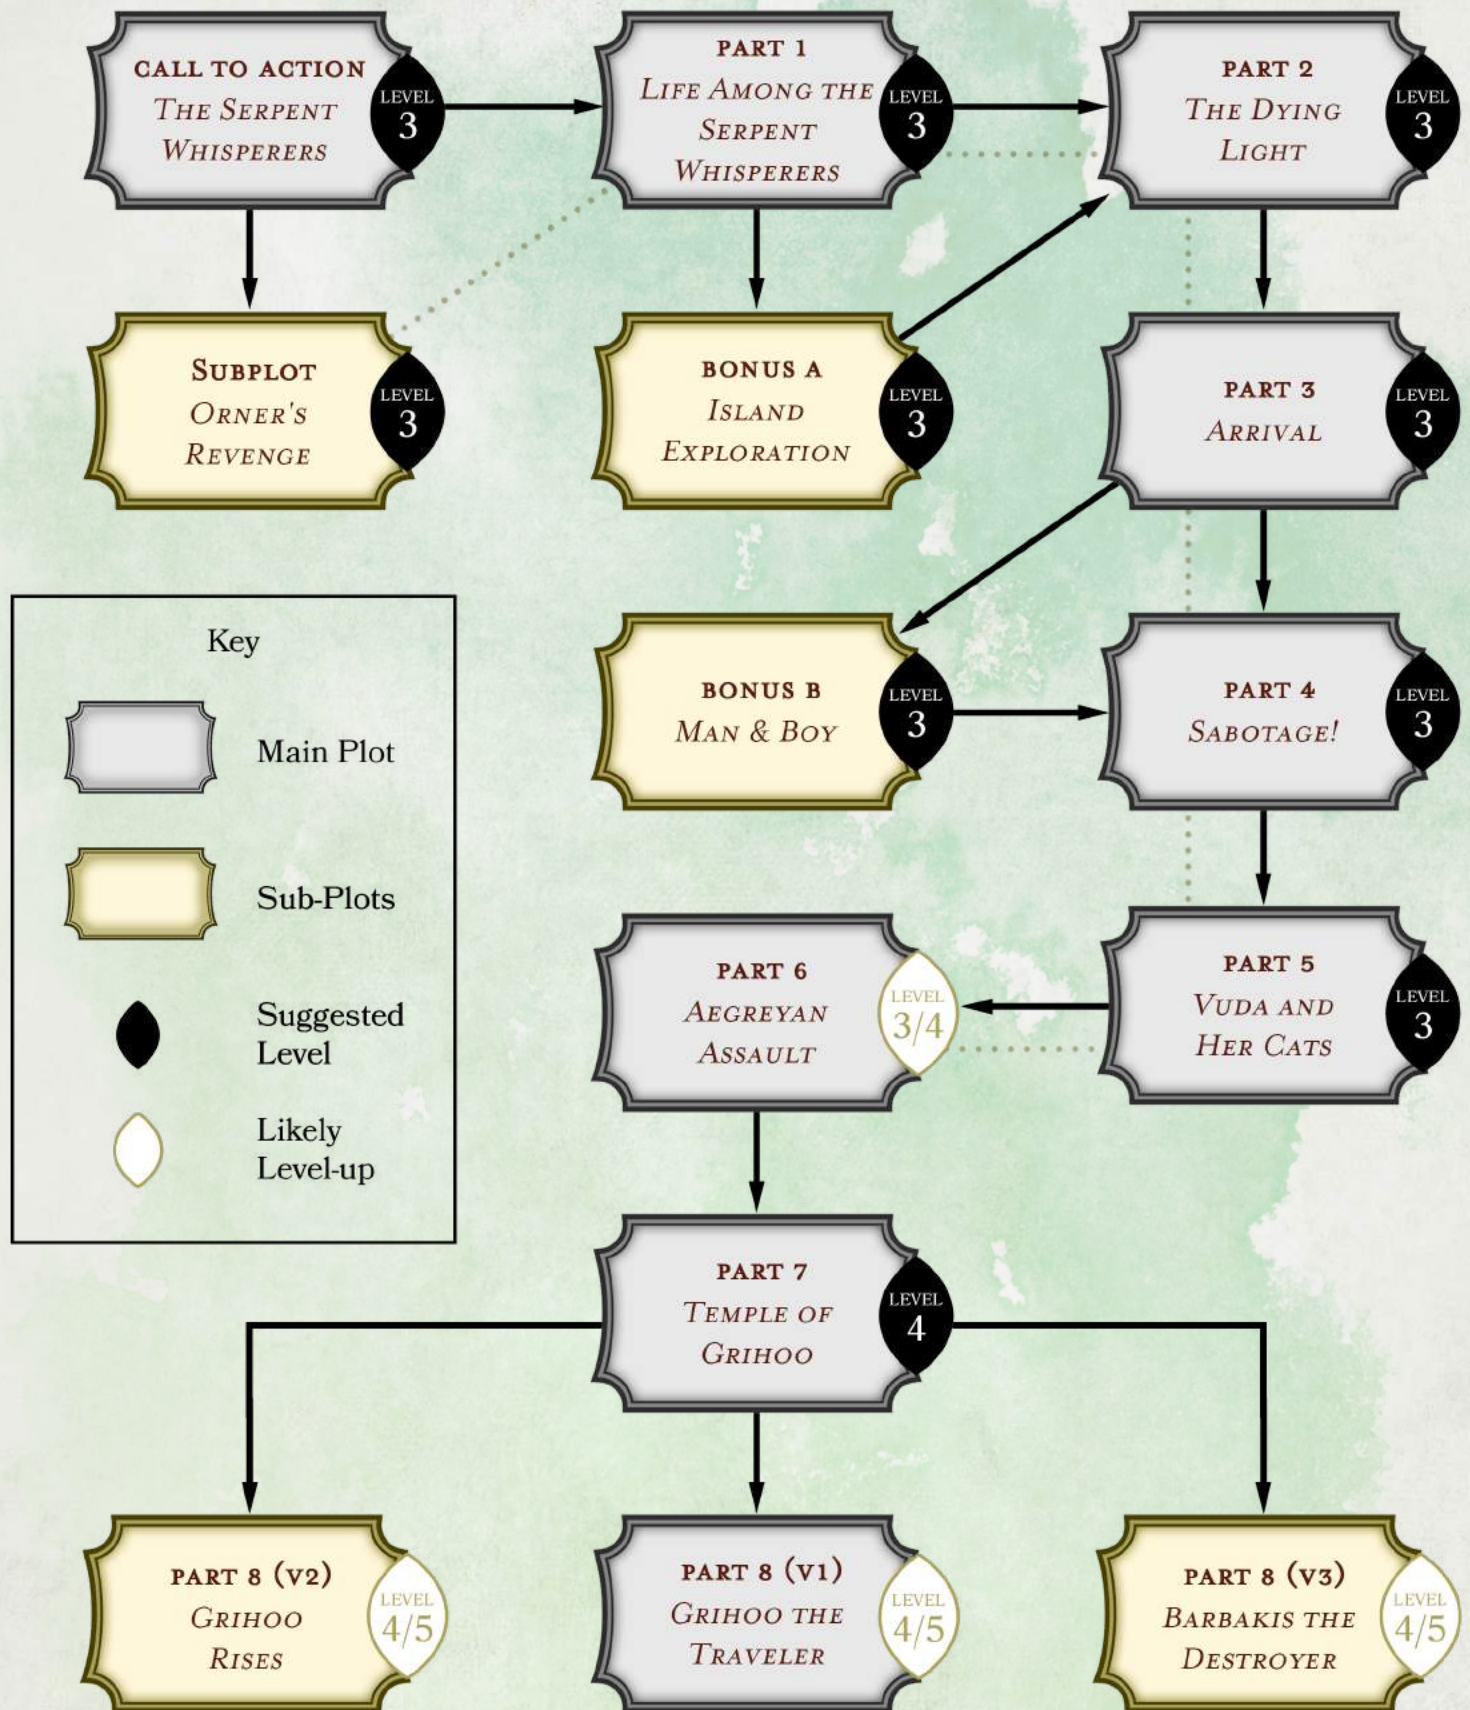 CALL TO ACTION
THE SERPENT
WHISPERERS
LEVEL
3
PART 1
LIFE AMONG THE
SERPENT
WHISPERERS
LEVEL
3
PART 2
THE DYING
LIGHT
LEVEL
3
SUBPLOT
ORNER'S
REVENGE
LEVEL
3
BONUS A
ISLAND
EXPLORATION
LEVEL
3
PART 3
ARRIVAL
LEVEL
3
Key
Main Plot
Sub-Plots
Suggested
Level
Likely
Level-up
BONUS B
MAN & BOY
LEVEL
3
PART 4
SABOTAGE!
LEVEL
3
PART 6
AEGREYAN
ASSAULT
LEVEL
3/4
PART 5
VUDA AND
HER CATS
LEVEL
3
PART 7
TEMPLE OF
GRIHOO
LEVEL
4
PART 8 (V2)
GRIHOO
RISES
LEVEL
4/5
PART 8 (V1)
GRIHOO THE
TRAVELER
LEVEL
4/5
PART 8 (V3)
BARBAKIS THE
DESTROYER
LEVEL
4/5